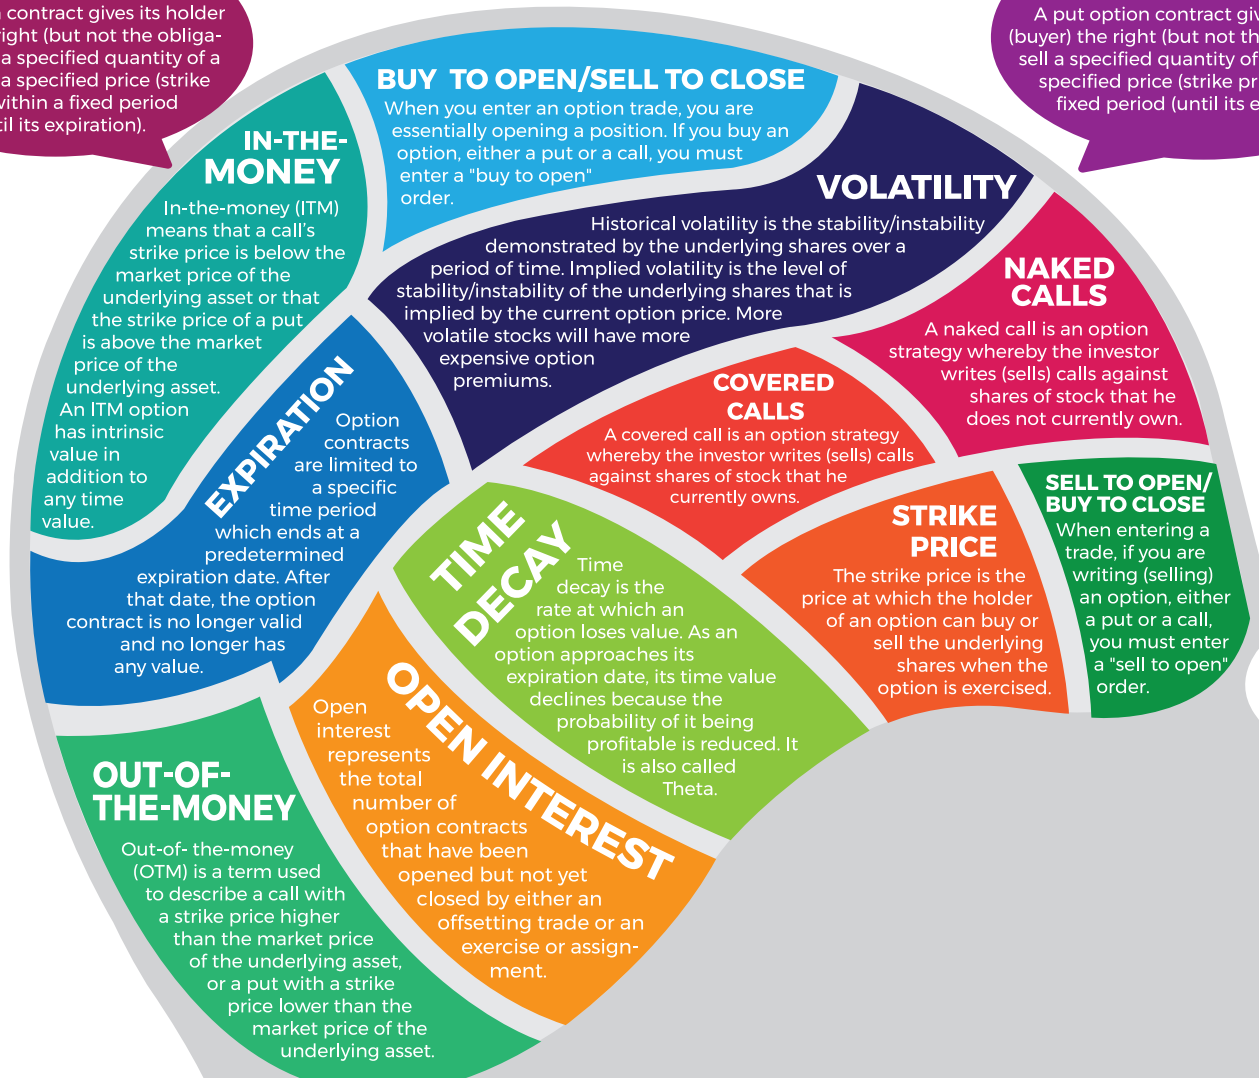 contract gives its holder
right (but not the obliga-
a specified quantity of a
a specified price (strike
within a fixed period
til its expiration).
A put option contract giv
(buyer) the right (but not th
sell a specified quantity of
specified price (strike pr
fixed period (until its e
BUY TO OPEN/SELL TO CLOSE
When you enter an option trade, you are
essentially opening a position. If you buy an
option, either a put or a call, you must
enter a "buy to open"
order.
IN-THE-
MONEY
In-the-money (ITM)
means that a call's
strike price is below the
market price of the
underlying asset or that
the strike price of a put
is above the market
price of the
underlying asset.
An ITM option
has intrinsic
value in
addition to
any time
value.
VOLATILITY
Historical volatility is the stability/instability
demonstrated by the underlying shares over a
period of time. Implied volatility is the level of
stability/instability of the underlying shares that is
implied by the current option price. More
volatile stocks will have more
expensive option
premiums.
NAKED
CALLS
A naked call is an option
strategy whereby the investor
writes (sells) calls against
shares of stock that he
does not currently own.
EXPIRATION
Option
contracts
are limited to
a specific
time period
which ends at a
predetermined
expiration date. After
that date, the option
contract is no longer valid
and no longer has
any value.
COVERED
CALLS
A covered call is an option strategy
whereby the investor writes (sells) calls
against shares of stock that he
currently owns.
SELL TO OPEN/
BUY TO CLOSE
When entering a
trade, if you are
writing (selling)
an option, either
a put or a call,
you must enter
a "sell to open"
order.
STRIKE
PRICE
The strike price is the
price at which the holder
of an option can buy or
sell the underlying
shares when the
option is exercised.
TIME
DECAY
Time
decay is the
rate at which an
option loses value. As an
option approaches its
expiration date, its time value
declines because the
probability of it being
profitable is reduced. It
is also called
Theta.
OPEN INTEREST
Open
interest
represents
the total
number of
option contracts
that have been
opened but not yet
closed by either an
offsetting trade or an
exercise or assign-
ment.
OUT-OF-
THE-MONEY
Out-of- the-money
(OTM) is a term used
to describe a call with
a strike price higher
than the market price
of the underlying asset,
or a put with a strike
price lower than the
market price of the
underlying asset.